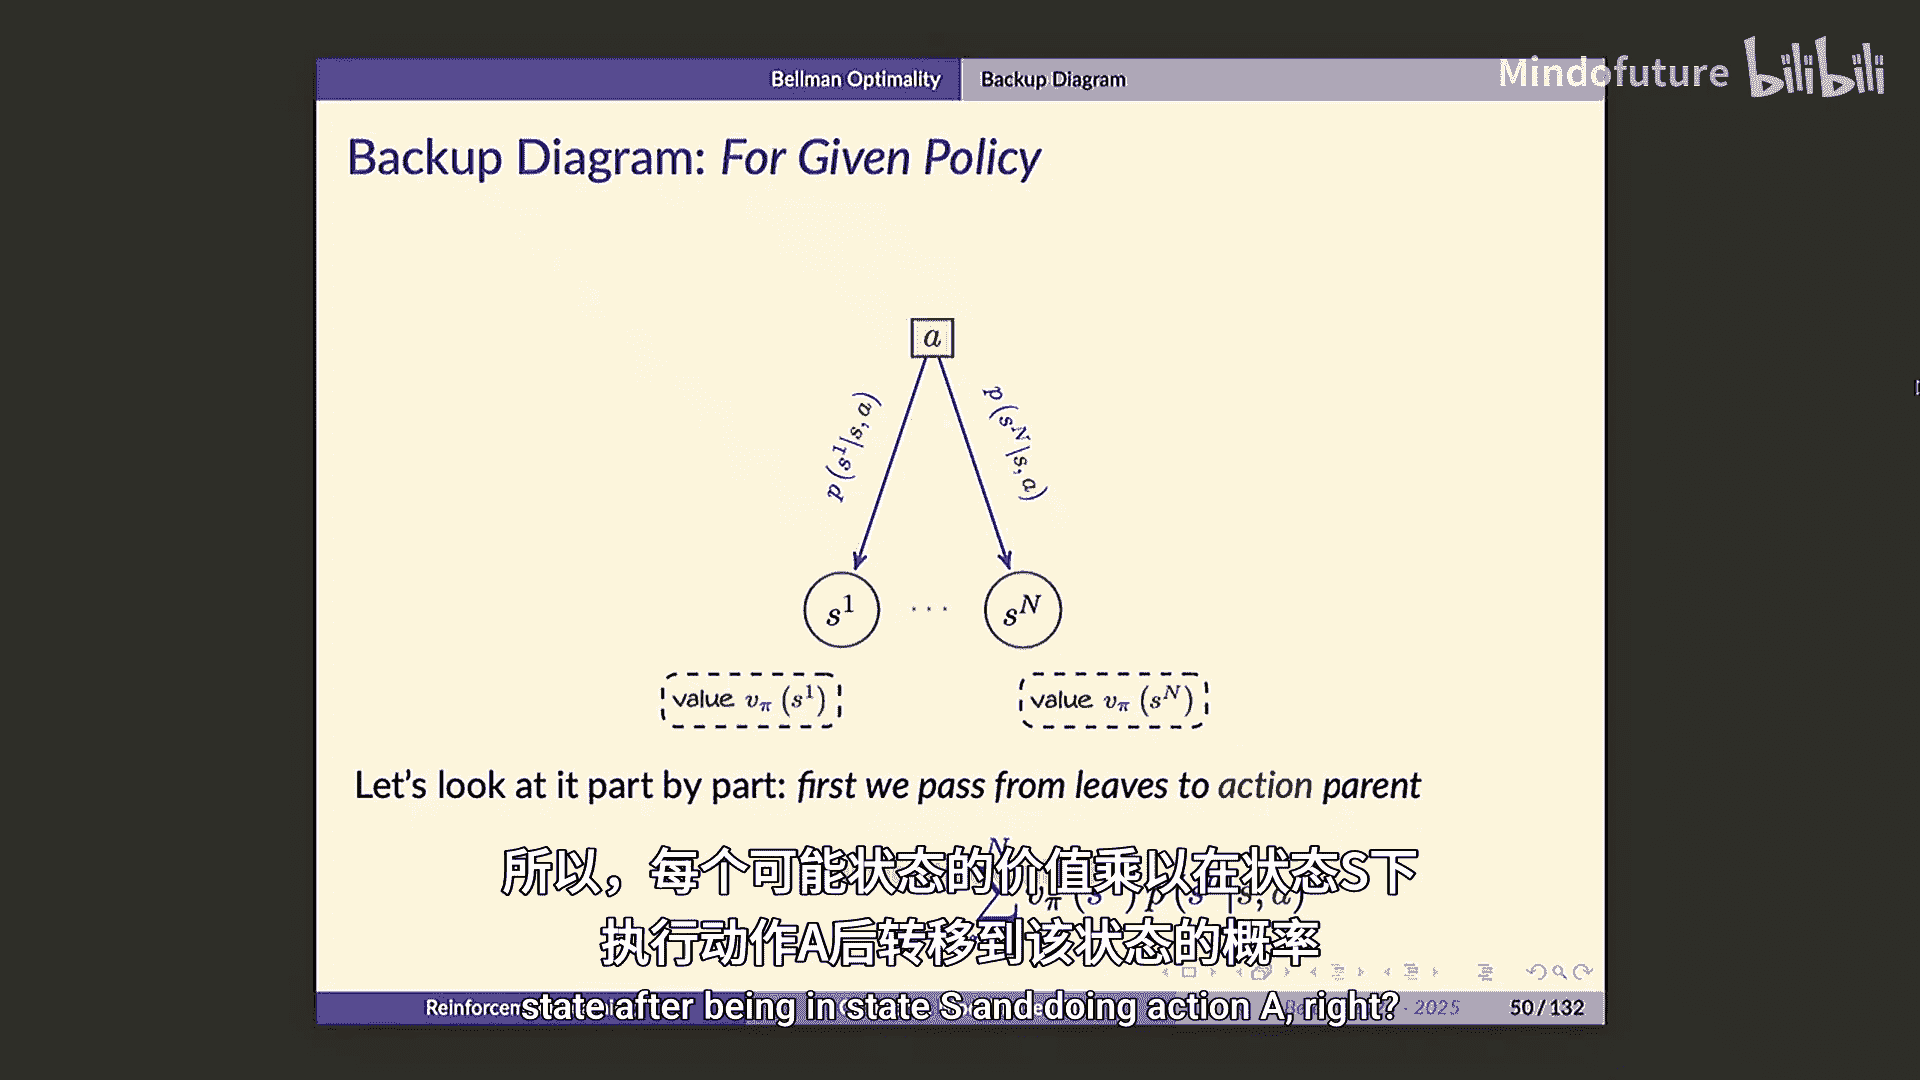 Mindofuture bilibili
Bellman Optimality Backup Diagram
Backup Diagram: For Given Policy
a
p(s^1|s, a) p(s^N|s, a)
s^1 ··· s^N
value v_π(s^1) value v_π(s^N)
Let's look at it part by part: first we pass from leaves to action parent
所以，每个可能状态的价值乘以在状态S下
执行动作A后转移到该状态的概率
state after being in state S and doing action A, right?
2025 50 / 132